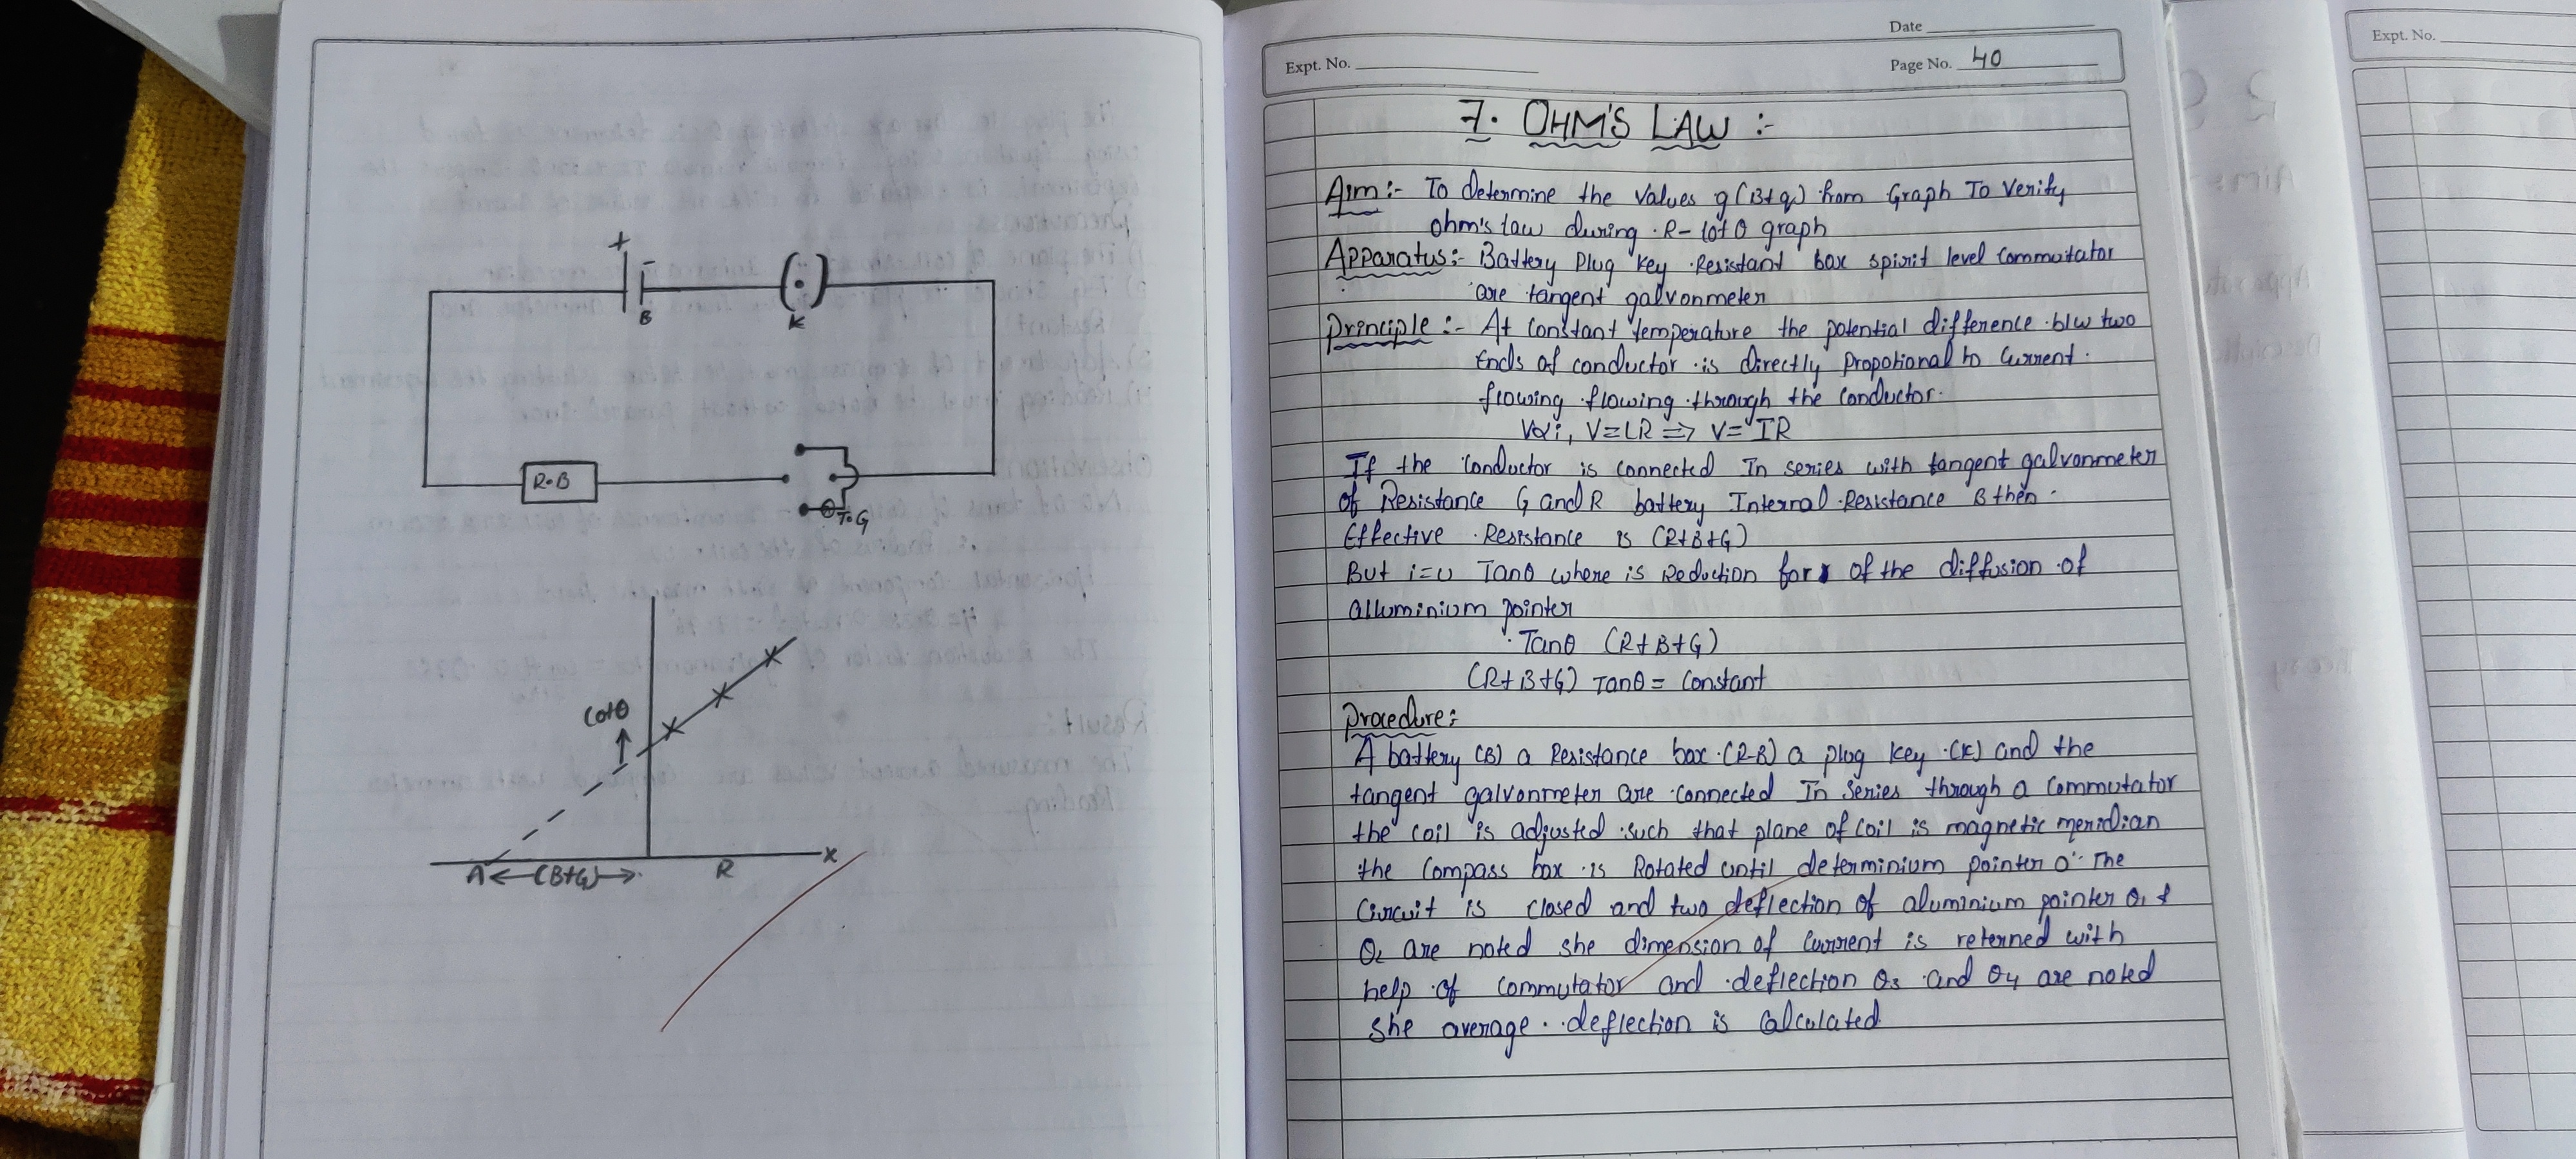 +
-
B
K
R.B
T.G
Cotθ
A
(B+G)
R
x
Date
Expt. No.
Page No. 40
7. OHM'S LAW :-
Aim:- To determine the values of (B+G) from Graph To Verify
ohm's law during R- Cotθ graph
Apparatus:- Battery Plug Key Resistant box spirit level Commutator
are tangent galvonmeter
Principle :- At Constant temperature the potential difference b/w two
Ends of conductor is directly Propotional to Current.
flowing flowing through the Conductor.
V∝i, V=iR => V= IR
If the Conductor is connected In series with tangent galvonmeter
of Resistance G and R battery Internal Resistance B then
Effective Resistance is (R+B+G)
But i=u Tanθ where is Reduction for of the diffusion of
alluminium pointer
Tanθ (R+B+G)
(R+B+G) Tanθ = Constant
Procedure:
A battery (B) a Resistance box (R-B) a plug key (K) and the
tangent galvonmeter are connected In Series through a Commutator
the coil is adjusted such that plane of coil is magnetic meridian
the Compass box is Rotated until determinium pointer 0° The
Circuit is closed and two deflection of aluminium pointer θ1 &
θ2 are noted she dimension of Current is reterned with
help of Commutator and deflection θ3 and θ4 are noted
she average deflection is Calculated
Expt. No.